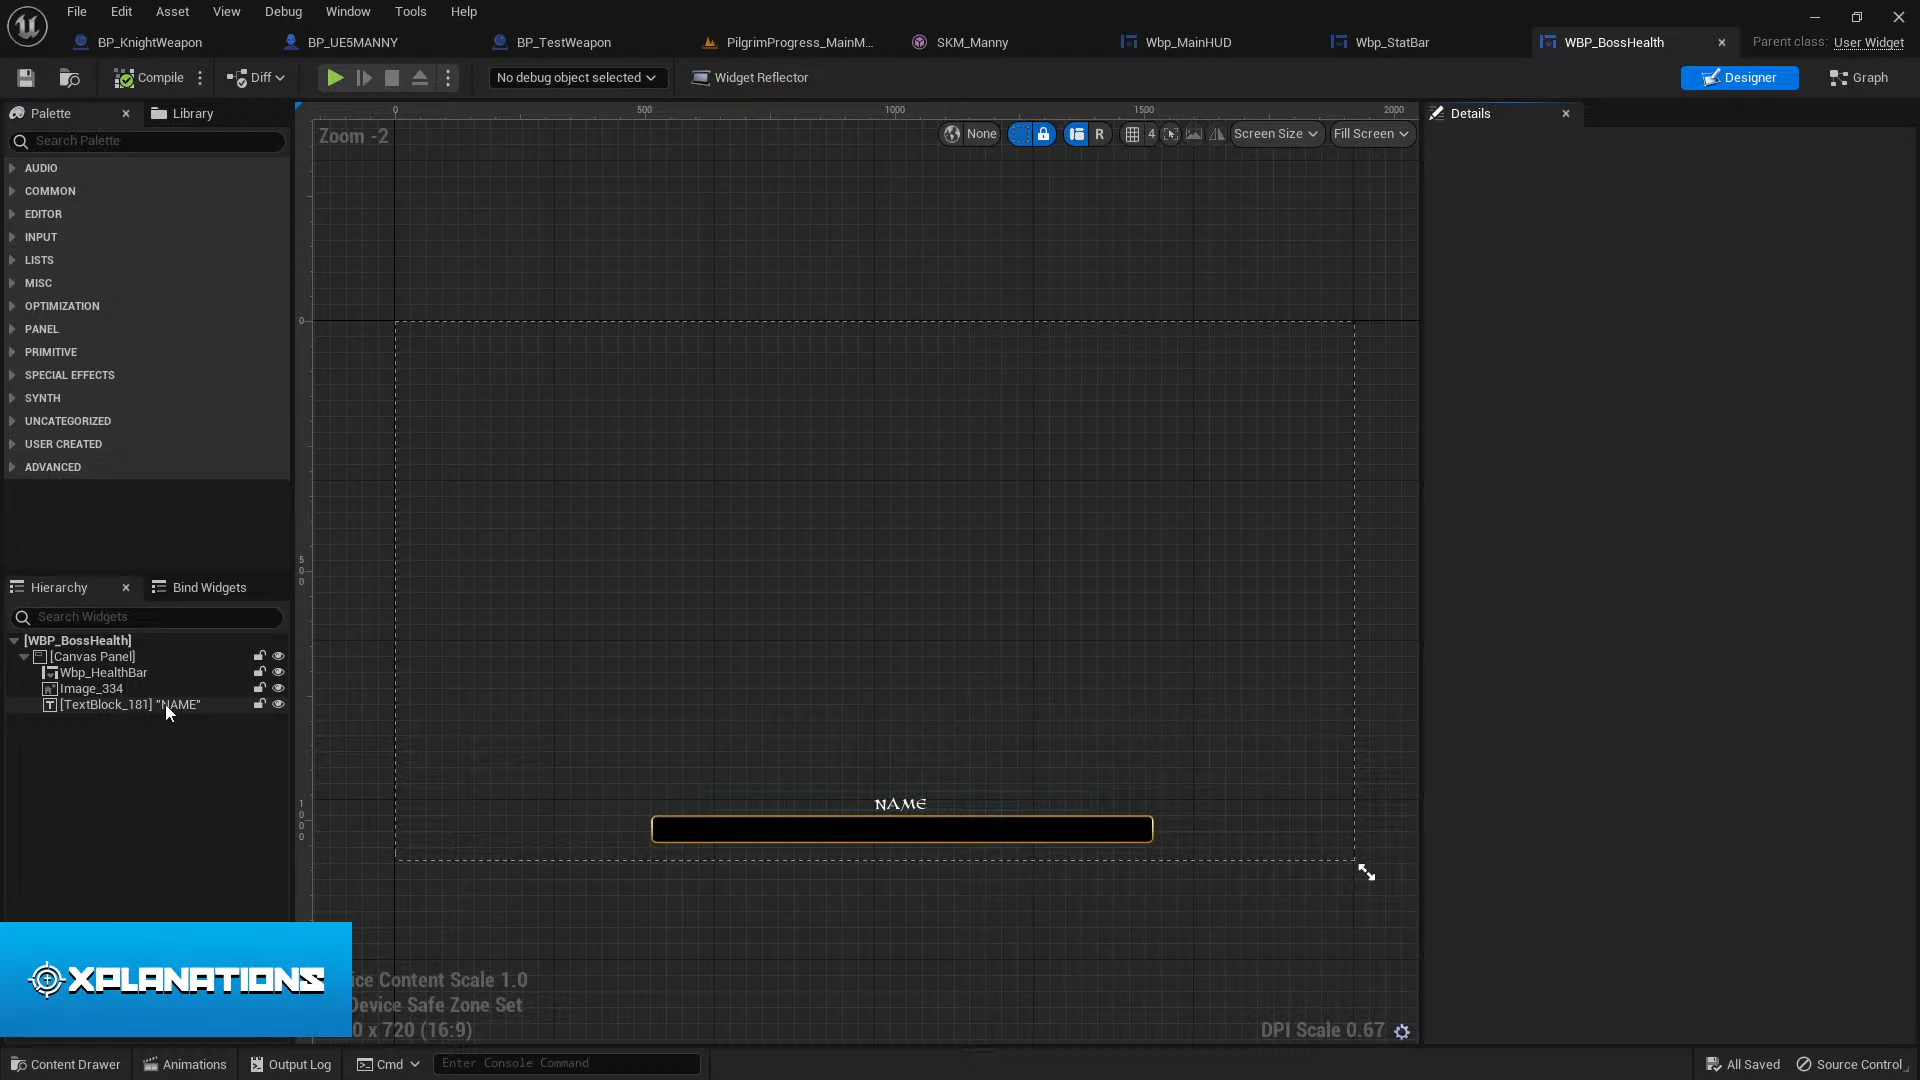 File Edit Asset View Debug Window Tools Help
BP_KnightWeapon BP_UE5MANNY BP_TestWeapon PilgrimProgress_MainM... SKM_Manny Wbp_MainHUD Wbp_StatBar WBP_BossHealth Parent class: User Widget
Compile Diff No debug object selected Widget Reflector Designer Graph
Palette Library
Search Palette
AUDIO
COMMON
EDITOR
INPUT
LISTS
MISC
OPTIMIZATION
PANEL
PRIMITIVE
SPECIAL EFFECTS
SYNTH
UNCATEGORIZED
USER CREATED
ADVANCED
Hierarchy Bind Widgets
Search Widgets
[WBP_BossHealth]
[Canvas Panel]
Wbp_HealthBar
Image_334
[TextBlock_181] "NAME"
0 500 1000 1500 2000
Zoom -2
None R 4 Screen Size Fill Screen
0
500
1000
NAME
ice Content Scale 1.0
Device Safe Zone Set
0 x 720 (16:9)
DPI Scale 0.67
Details
XPLANATIONS
Content Drawer Animations Output Log Cmd Enter Console Command All Saved Source Control